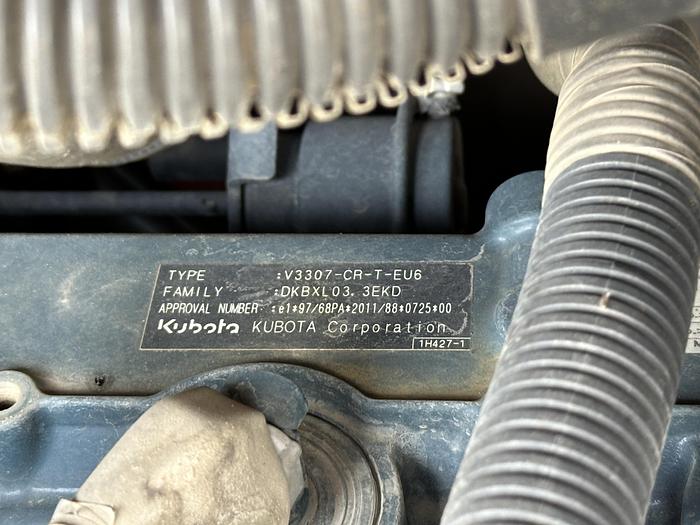 TYPE :V3307-CR-T-EU6
FAMILY :DKBXL03.3EKD
APPROVAL NUMBER :e1*97/68PA*2011/88*0725*00
Kubota KUBOTA Corporation
1H427-1